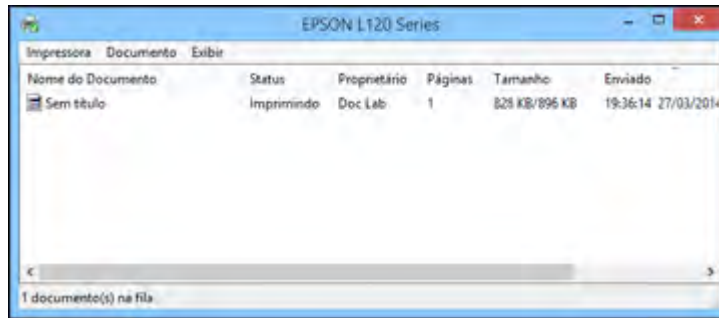 EPSON L120 Series
Impressora Documento Exibir
Nome do Documento Status Proprietário Páginas Tamanho Enviado
Sem título Imprimindo Doc Lab 1 828 KB/896 KB 19:36:14 27/03/2014
1 documento(s) na fila